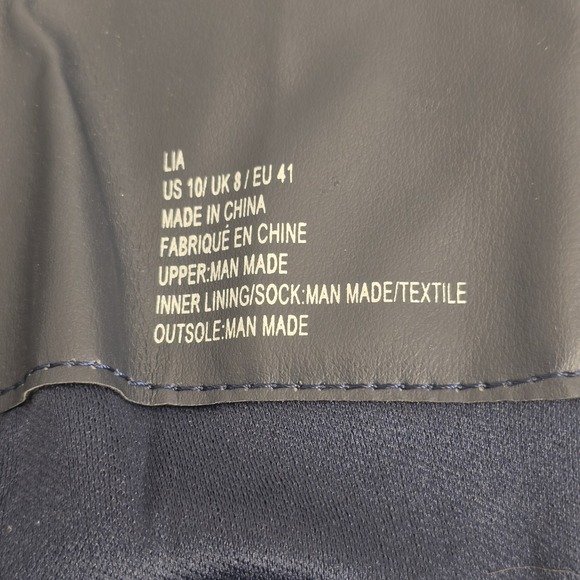 LIA
US 10/ UK 8 / EU 41
MADE IN CHINA
FABRIQUÉ EN CHINE
UPPER:MAN MADE
INNER LINING/SOCK:MAN MADE/TEXTILE
OUTSOLE:MAN MADE